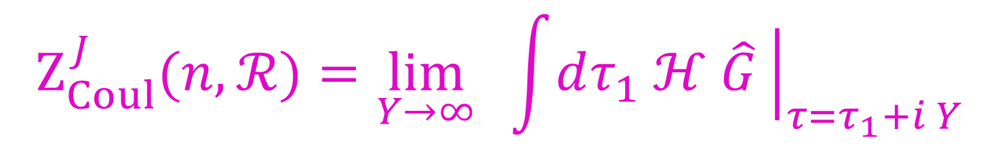 Z^J_Coul(n, ℛ) = lim_{Y→∞} ∫ dτ₁ ℋ Ĝ |_{τ=τ₁+i Y}